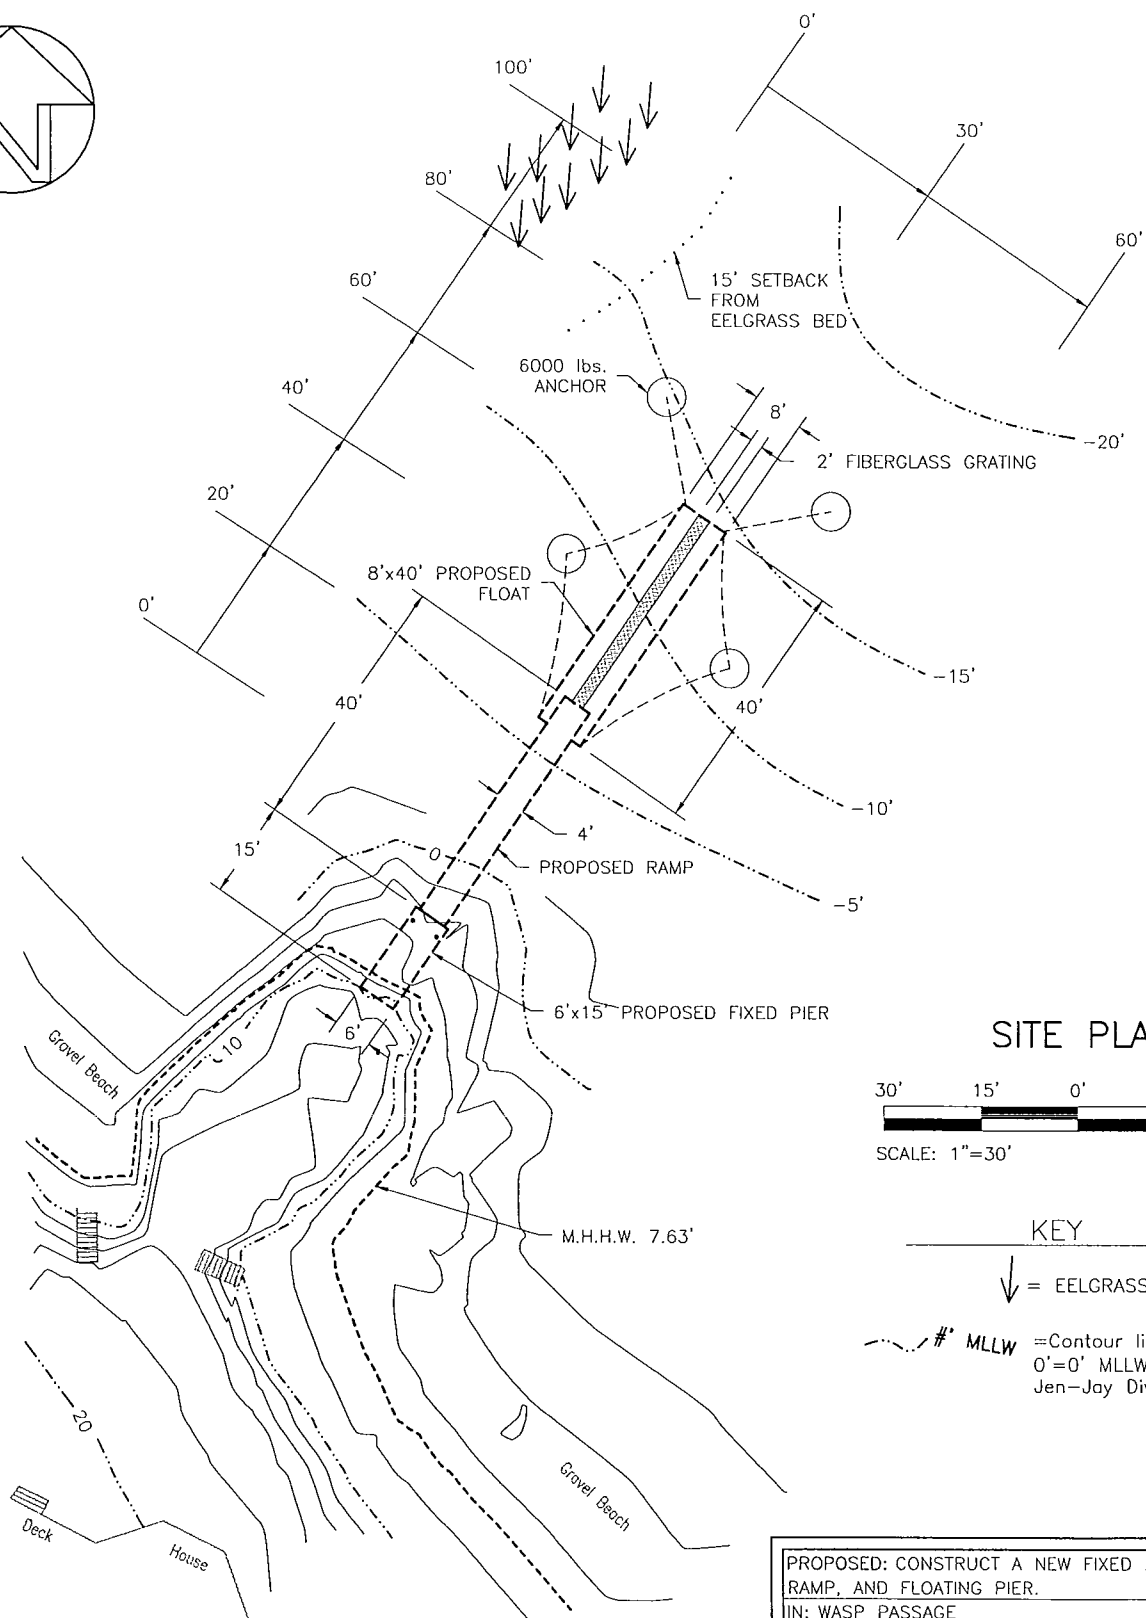 0'
100'
30'
80'
60'
60'
15' SETBACK
FROM
EELGRASS BED
6000 lbs.
ANCHOR
40'
8'
-20'
2' FIBERGLASS GRATING
20'
8'x40' PROPOSED
FLOAT
0'
-15'
40'
40'
-10'
4'
15'
0
PROPOSED RAMP
-5'
6'x15' PROPOSED FIXED PIER
6'
10
Gravel Beach
SITE PLA
30' 15' 0'
SCALE: 1"=30'
M.H.H.W. 7.63'
KEY
= EELGRASS
#' MLLW =Contour li
0'=0' MLLW
Jen-Jay Di
20
Gravel Beach
Deck
House
PROPOSED: CONSTRUCT A NEW FIXED
RAMP, AND FLOATING PIER.
IN: WASP PASSAGE